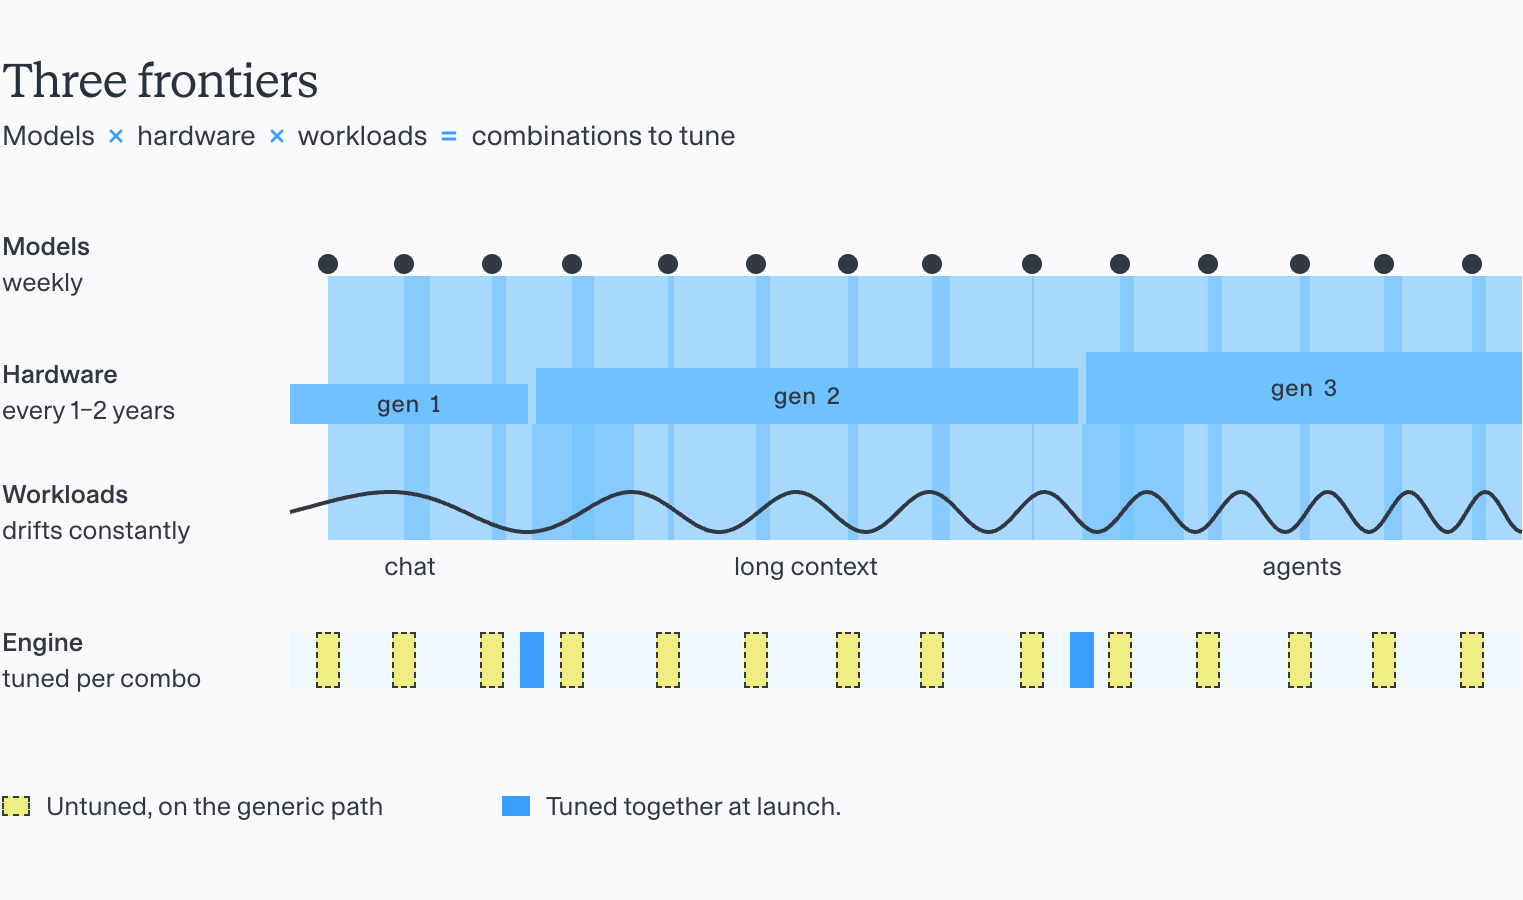 Three frontiers
Models × hardware × workloads = combinations to tune
Models
weekly
Hardware
every 1–2 years
gen 1
gen 2
gen 3
Workloads
drifts constantly
chat
long context
agents
Engine
tuned per combo
Untuned, on the generic path
Tuned together at launch.